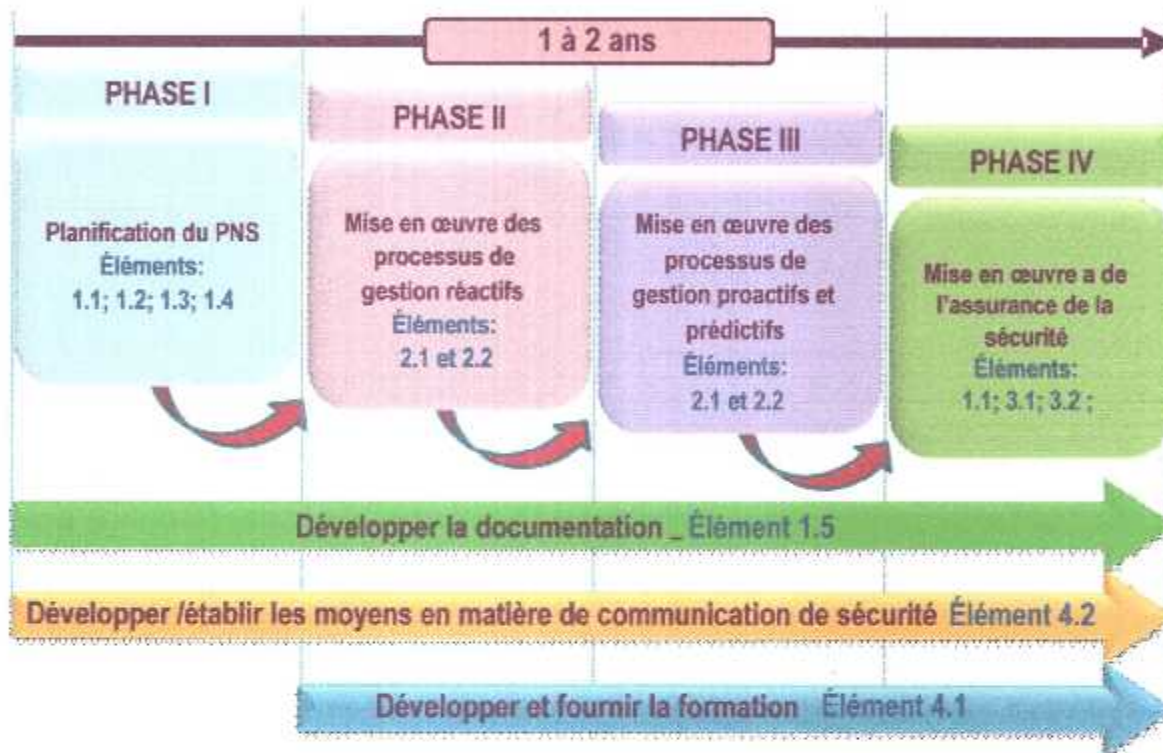 1 à 2 ans
PHASE I
Planification du PNS
Éléments:
1.1; 1.2; 1.3; 1.4
PHASE II
Mise en œuvre des
processus de
gestion réactifs
Éléments:
2.1 et 2.2
PHASE III
Mise en œuvre des
processus de
gestion proactifs et
prédictifs
Éléments:
2.1 et 2.2
PHASE IV
Mise en œuvre a de
l'assurance de la
sécurité
Éléments:
1.1; 3.1; 3.2 ;
Développer la documentation _ Élément 1.5
Développer /établir les moyens en matière de communication de sécurité Élément 4.2
Développer et fournir la formation Élément 4.1